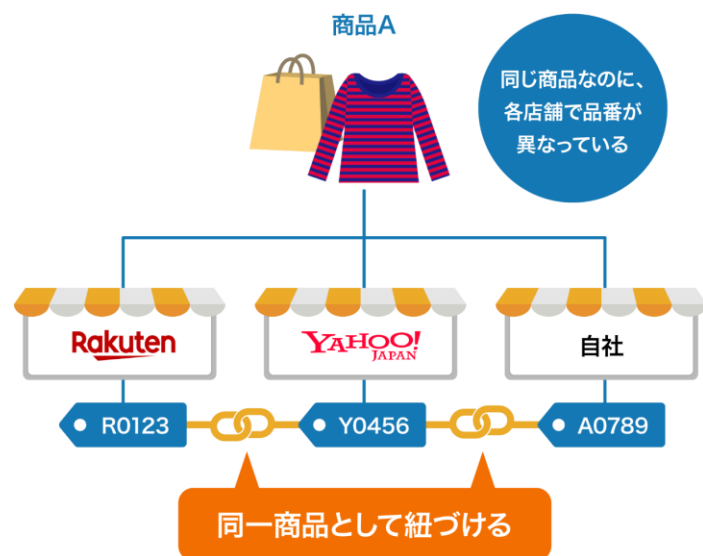 商品A
同じ商品なのに、
各店舗で品番が
異なっている
Rakuten
YAHOO!
JAPAN
自社
R0123
Y0456
A0789
同一商品として紐づける